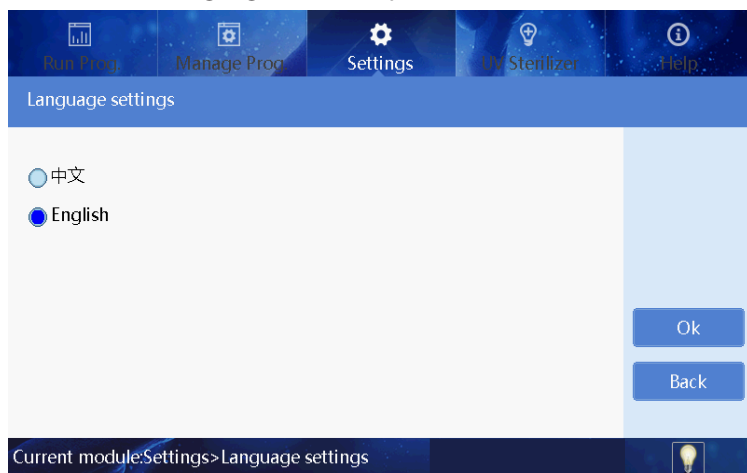 Run Prog
Manage Prog
Settings
UV Sterilizer
Help
Language settings
中文
English
Ok
Back
Current module:Settings>Language settings